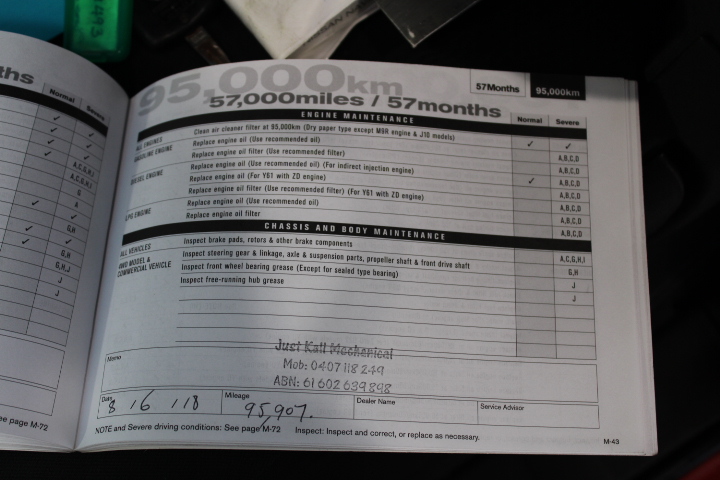 ths
Normal Severe
A,C,G,H,I
A,C,G,H,I
G
A
G,H
G,H
G,H,J
J
J
see page M-72
95,000km
57,000miles / 57months
57Months 95,000km
ENGINE MAINTENANCE Normal Severe
ALL ENGINES Clean air cleaner filter at 95,000km (Dry paper type except M9R engine & J10 models) ✓ ✓
GASOLINE ENGINE Replace engine oil (Use recommended oil) A,B,C,D
Replace engine oil filter (Use recommended filter) A,B,C,D
DIESEL ENGINE Replace engine oil (Use recommended oil) (For indirect injection engine) ✓ A,B,C,D
Replace engine oil (For Y61 with ZD engine) A,B,C,D
Replace engine oil filter (Use recommended filter) (For Y61 with ZD engine) A,B,C,D
LPG ENGINE Replace engine oil (Use recommended oil) A,B,C,D
Replace engine oil filter A,B,C,D
CHASSIS AND BODY MAINTENANCE
ALL VEHICLES Inspect brake pads, rotors & other brake components A,C,G,H,I
4WD MODEL & COMMERCIAL VEHICLE Inspect steering gear & linkage, axle & suspension parts, propeller shaft & front drive shaft G,H
Inspect front wheel bearing grease (Except for sealed type bearing) J
Inspect free-running hub grease J
Memo
Just Kall Mechanical
Mob: 0407 118 249
ABN: 61 602 639 898
Date 8 / 6 / 18 Mileage 95,907. Dealer Name Service Advisor
NOTE and Severe driving conditions: See page M-72 Inspect: Inspect and correct, or replace as necessary.
M-43